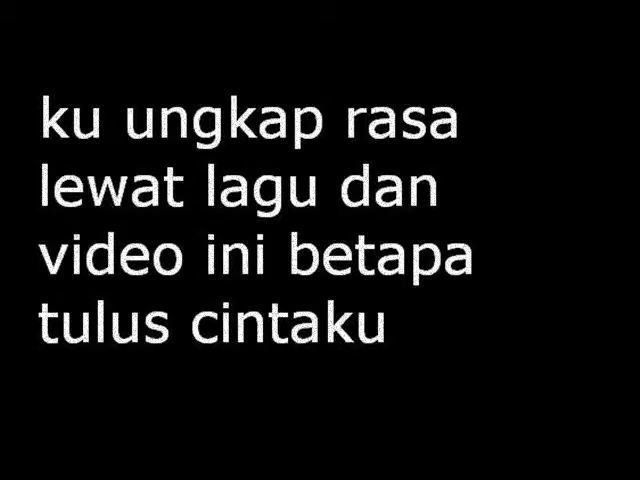 ku ungkap rasa
lewat lagu dan
video ini betapa
tulus cintaku